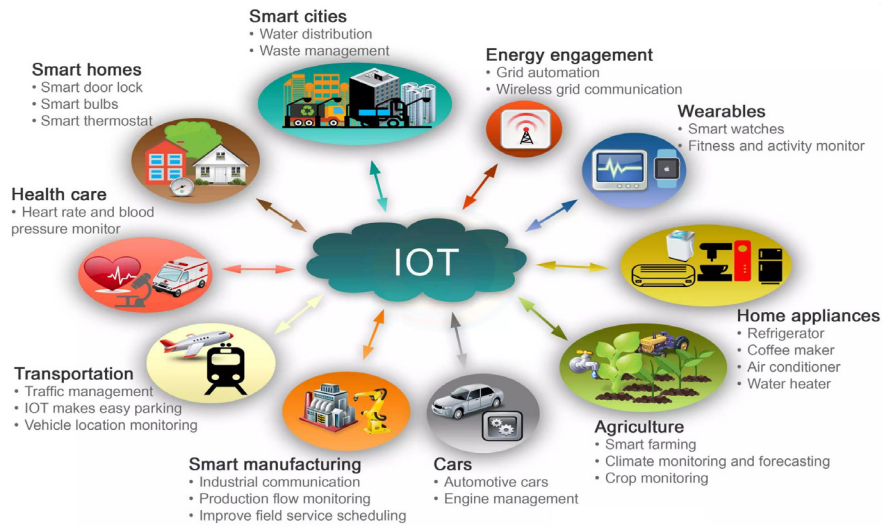 Smart cities
• Water distribution
• Waste management
Energy engagement
• Grid automation
• Wireless grid communication
Smart homes
• Smart door lock
• Smart bulbs
• Smart thermostat
Wearables
• Smart watches
• Fitness and activity monitor
Health care
• Heart rate and blood
pressure monitor
IOT
Home appliances
• Refrigerator
• Coffee maker
• Air conditioner
• Water heater
Transportation
• Traffic management
• IOT makes easy parking
• Vehicle location monitoring
Agriculture
• Smart farming
• Climate monitoring and forecasting
• Crop monitoring
Smart manufacturing
• Industrial communication
• Production flow monitoring
• Improve field service scheduling
Cars
• Automotive cars
• Engine management